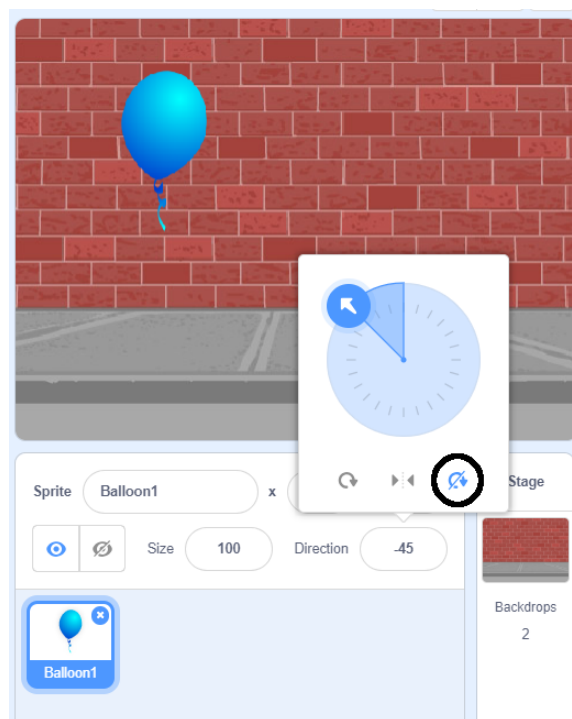 Sprite Balloon1 x
Stage
Size 100 Direction -45
Backdrops
2
Balloon1